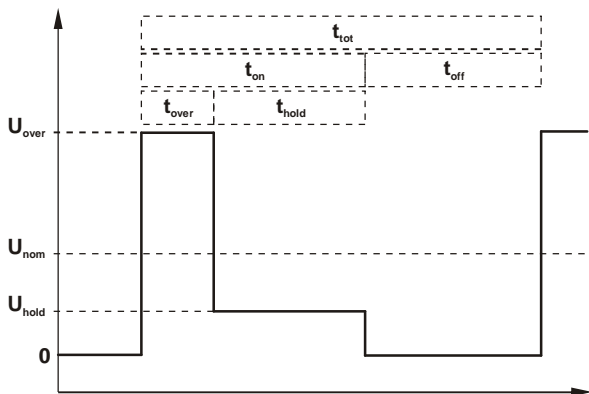 t_tot
t_on t_off
t_over t_hold
U_over
U_nom
U_hold
0